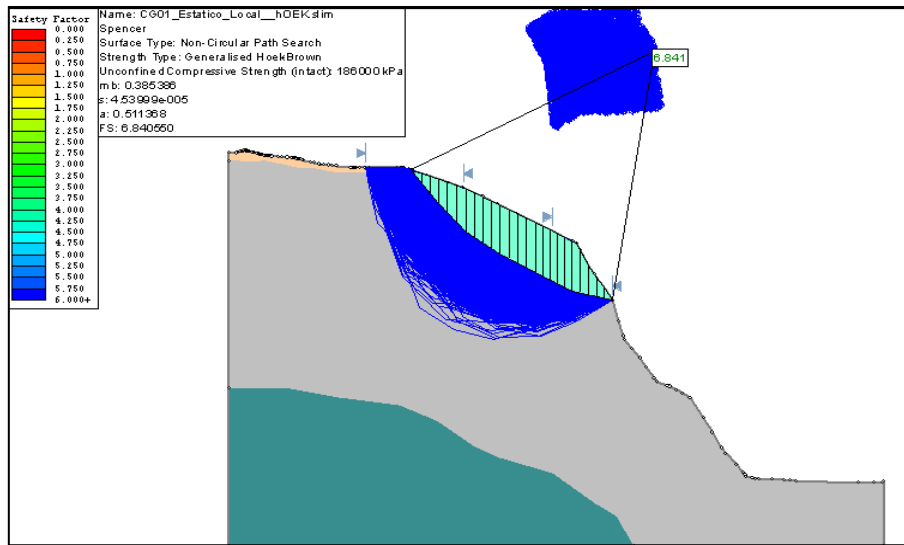 Safety Factor
0.000
0.250
0.500
0.750
1.000
1.250
1.500
1.750
2.000
2.250
2.500
2.750
3.000
3.250
3.500
3.750
4.000
4.250
4.500
4.750
5.000
5.250
5.500
5.750
6.000+
Name: CG01_Estatico_Local__hOEK.slim
Spencer
Surface Type: Non-Circular Path Search
Strength Type: Generalised HoekBrown
Unconfined Compressive Strength (intact): 186000 kPa
mb: 0.385386
s: 4.53999e-005
a: 0.511368
FS: 6.840550
6.841